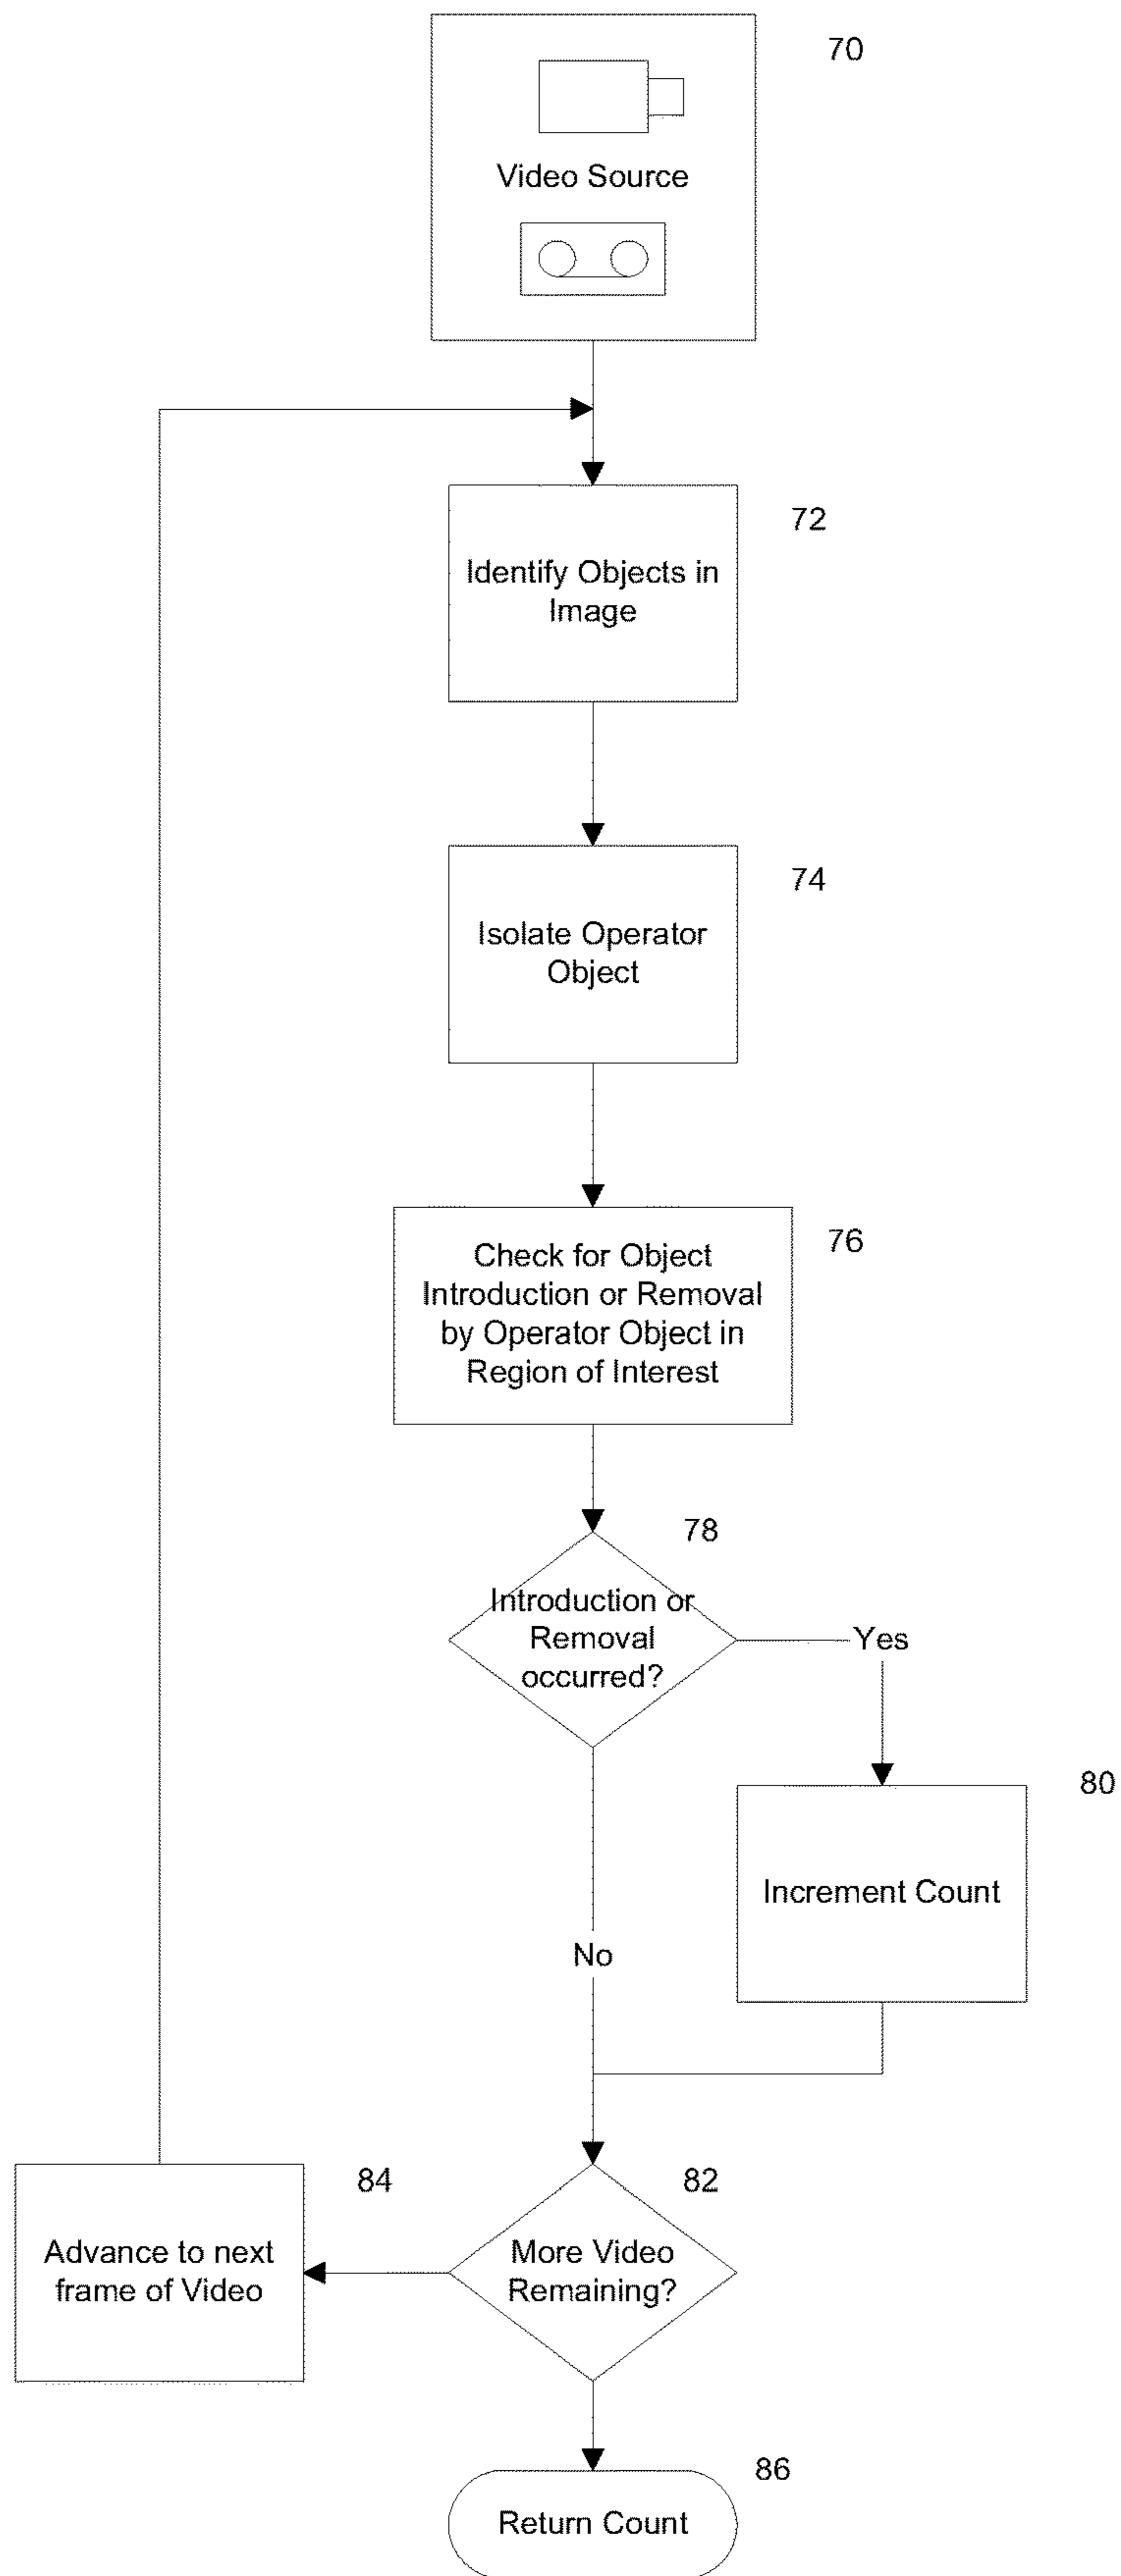 70
Video Source
72
Identify Objects in
Image
74
Isolate Operator
Object
76
Check for Object
Introduction or Removal
by Operator Object in
Region of Interest
78
Introduction or
Removal
occurred?
Yes
80
Increment Count
No
84
82
Advance to next
frame of Video
More Video
Remaining?
86
Return Count